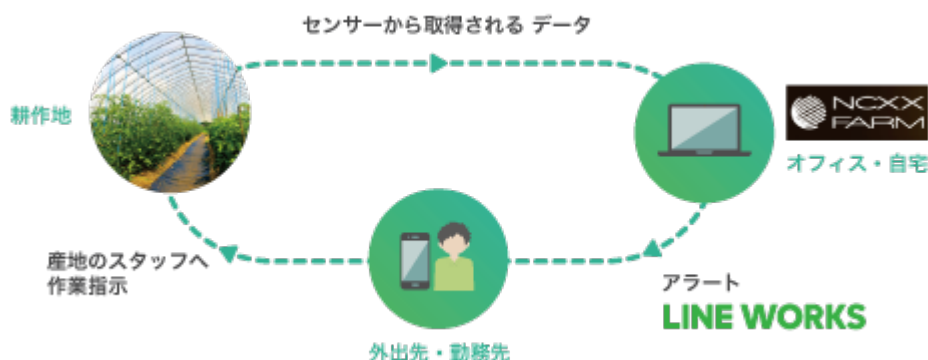 センサーから取得される データ
耕作地
NCXX
FARM
オフィス・自宅
産地のスタッフへ
作業指示
アラート
LINE WORKS
外出先・勤務先